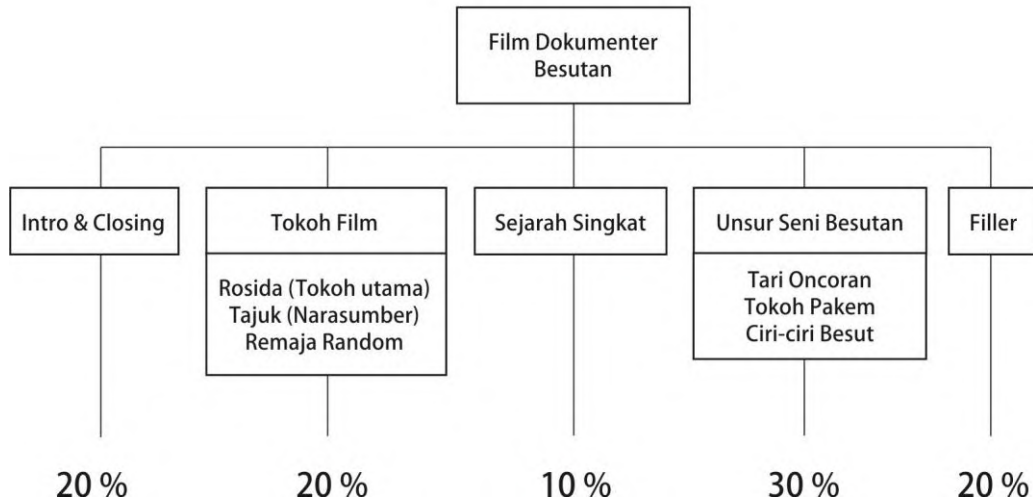 Film Dokumenter
Besutan
Intro & Closing
Tokoh Film
Rosida (Tokoh utama)
Tajuk (Narasumber)
Remaja Random
Sejarah Singkat
Unsur Seni Besutan
Tari Oncoran
Tokoh Pakem
Ciri-ciri Besut
Filler
20 %
20 %
10 %
30 %
20 %